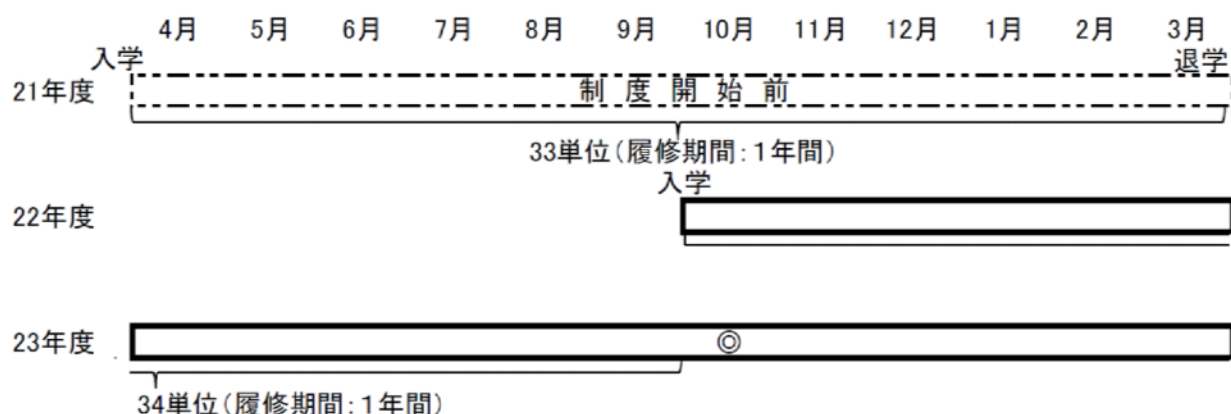 4月 5月 6月 7月 8月 9月 10月 11月 12月 1月 2月 3月
入学 退学
21年度 制度開始前
33単位(履修期間:1年間)
入学
22年度
23年度 ◎
34単位(履修期間:1年間)